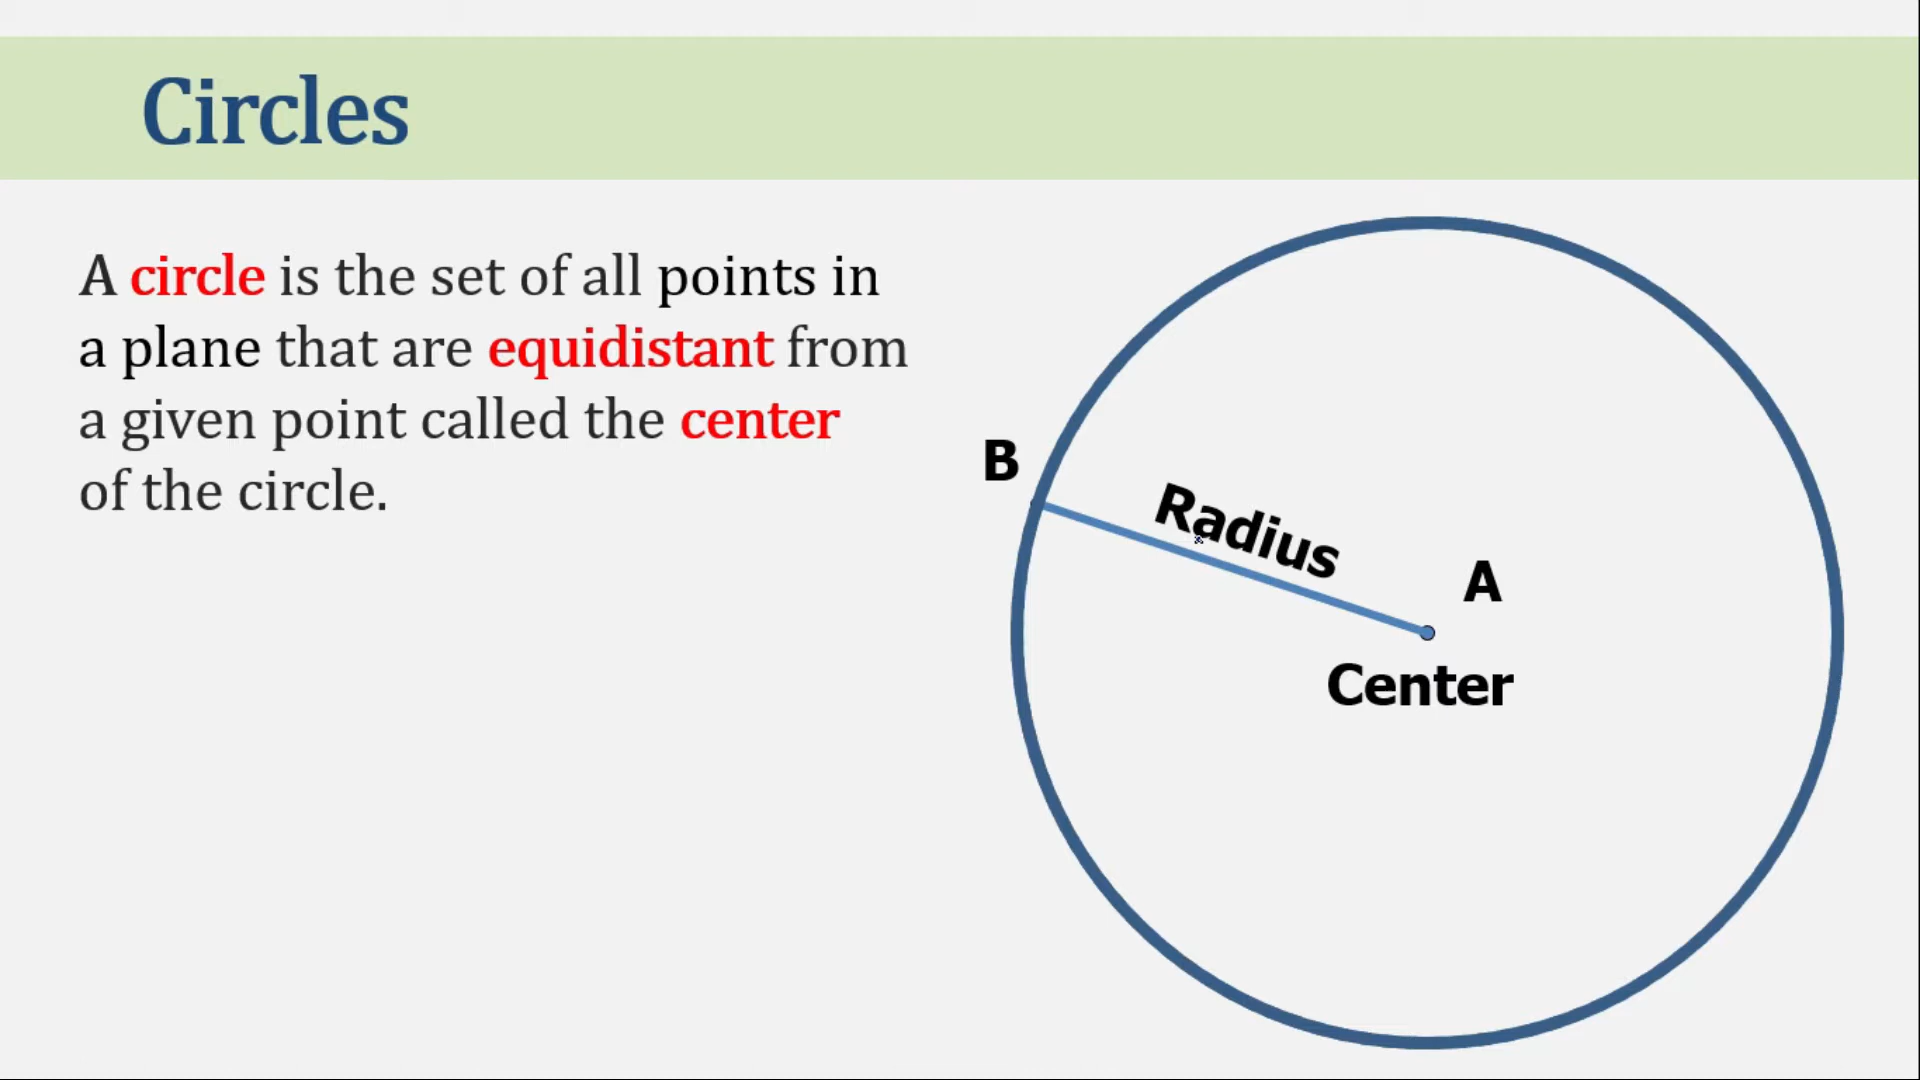 Circles
A circle is the set of all points in
a plane that are equidistant from
a given point called the center
of the circle.
B
Radius
A
Center